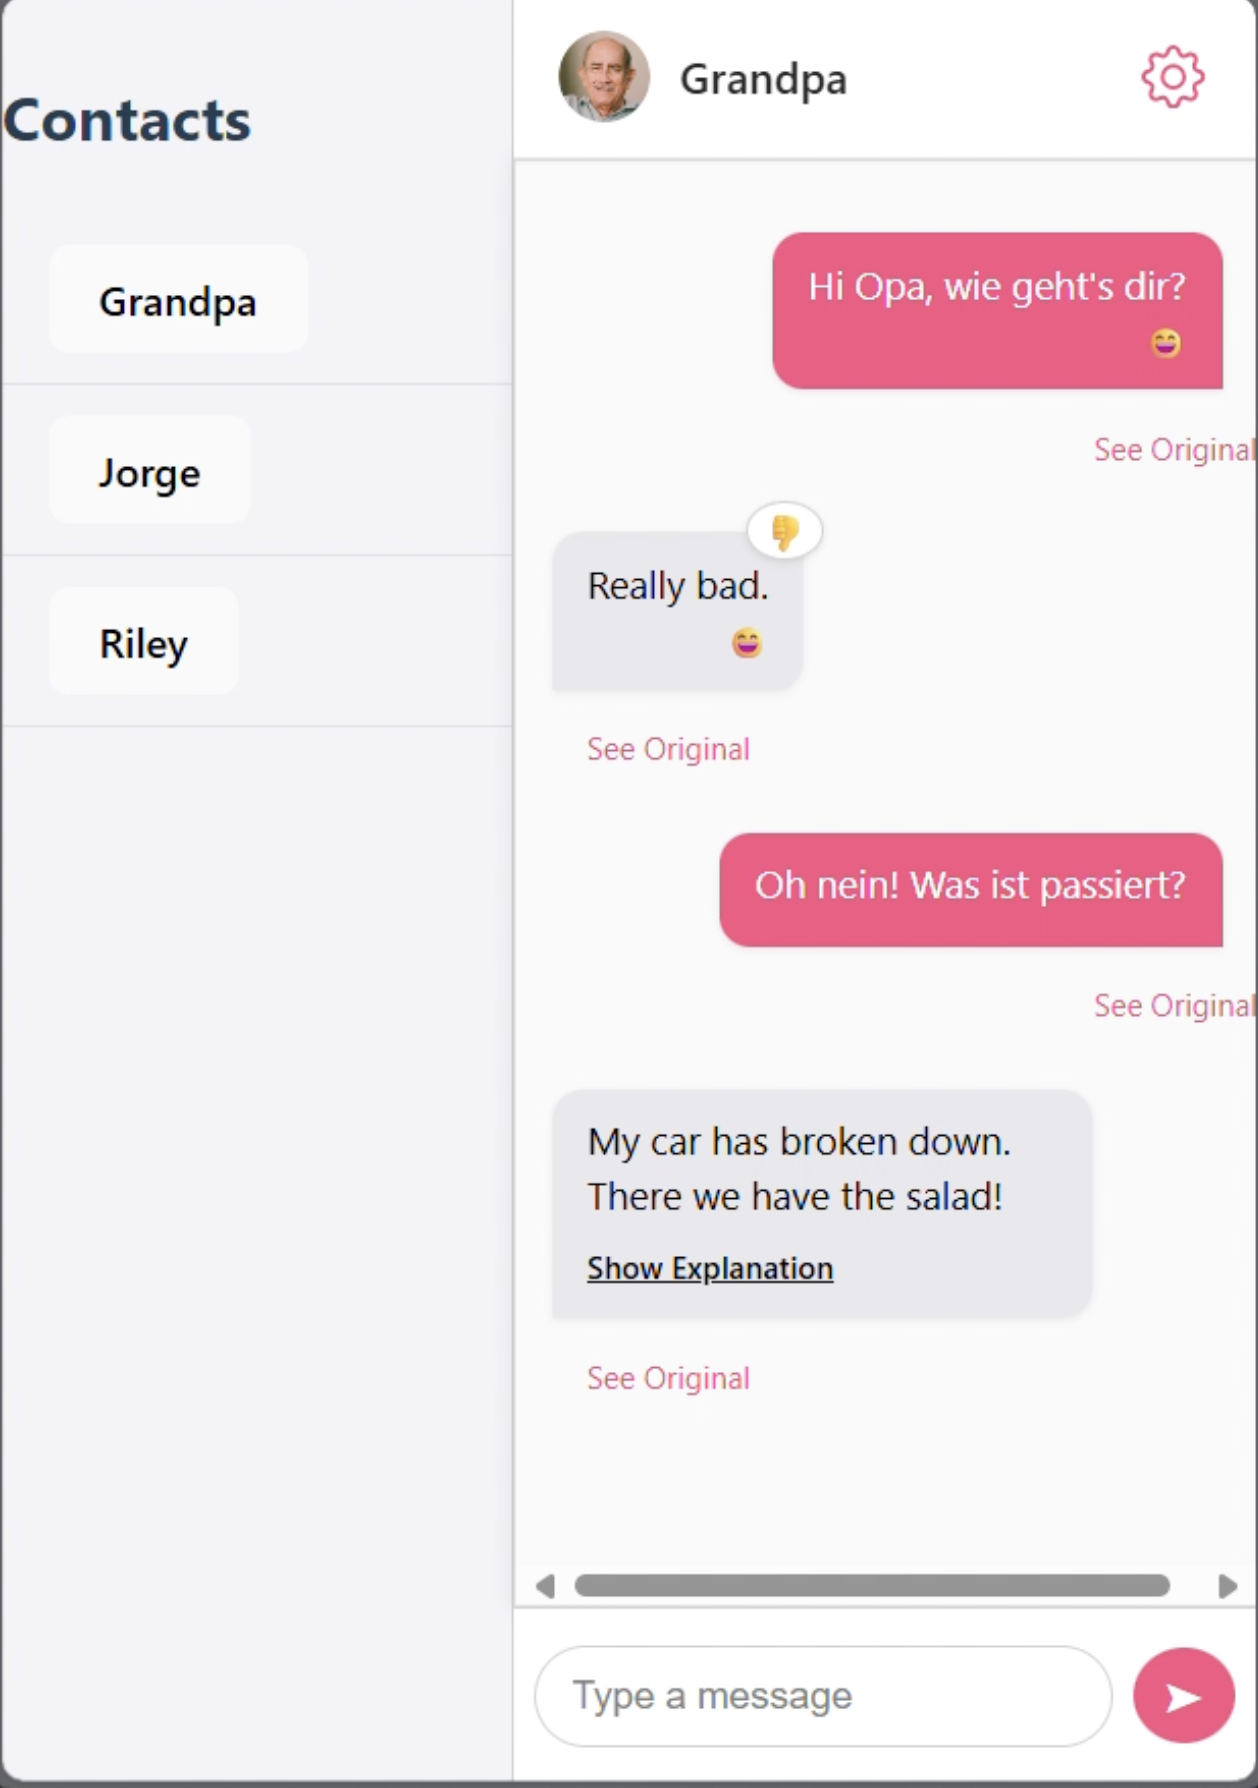 Contacts
Grandpa
Jorge
Riley
Grandpa
Hi Opa, wie geht's dir?
😄
See Original
👎
Really bad.
😄
See Original
Oh nein! Was ist passiert?
See Original
My car has broken down.
There we have the salad!
Show Explanation
See Original
Type a message